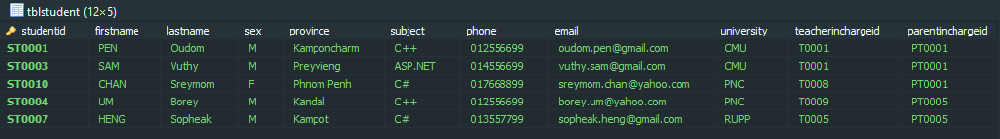 tblstudent (12×5)
studentid firstname lastname sex province subject phone email university teacherinchargeid parentinchargeid
ST0001 PEN Oudom M Kamponcharm C++ 012556699 oudom.pen@gmail.com CMU T0001 PT0001
ST0003 SAM Vuthy M Preyvieng ASP.NET 014556699 vuthy.sam@gmail.com CMU T0001 PT0001
ST0010 CHAN Sreymom F Phnom Penh C# 017668899 sreymom.chan@yahoo.com PNC T0008 PT0001
ST0004 UM Borey M Kandal C++ 012556699 borey.um@yahoo.com PNC T0009 PT0005
ST0007 HENG Sopheak M Kampot C# 013557799 sopheak.heng@gmail.com RUPP T0005 PT0005